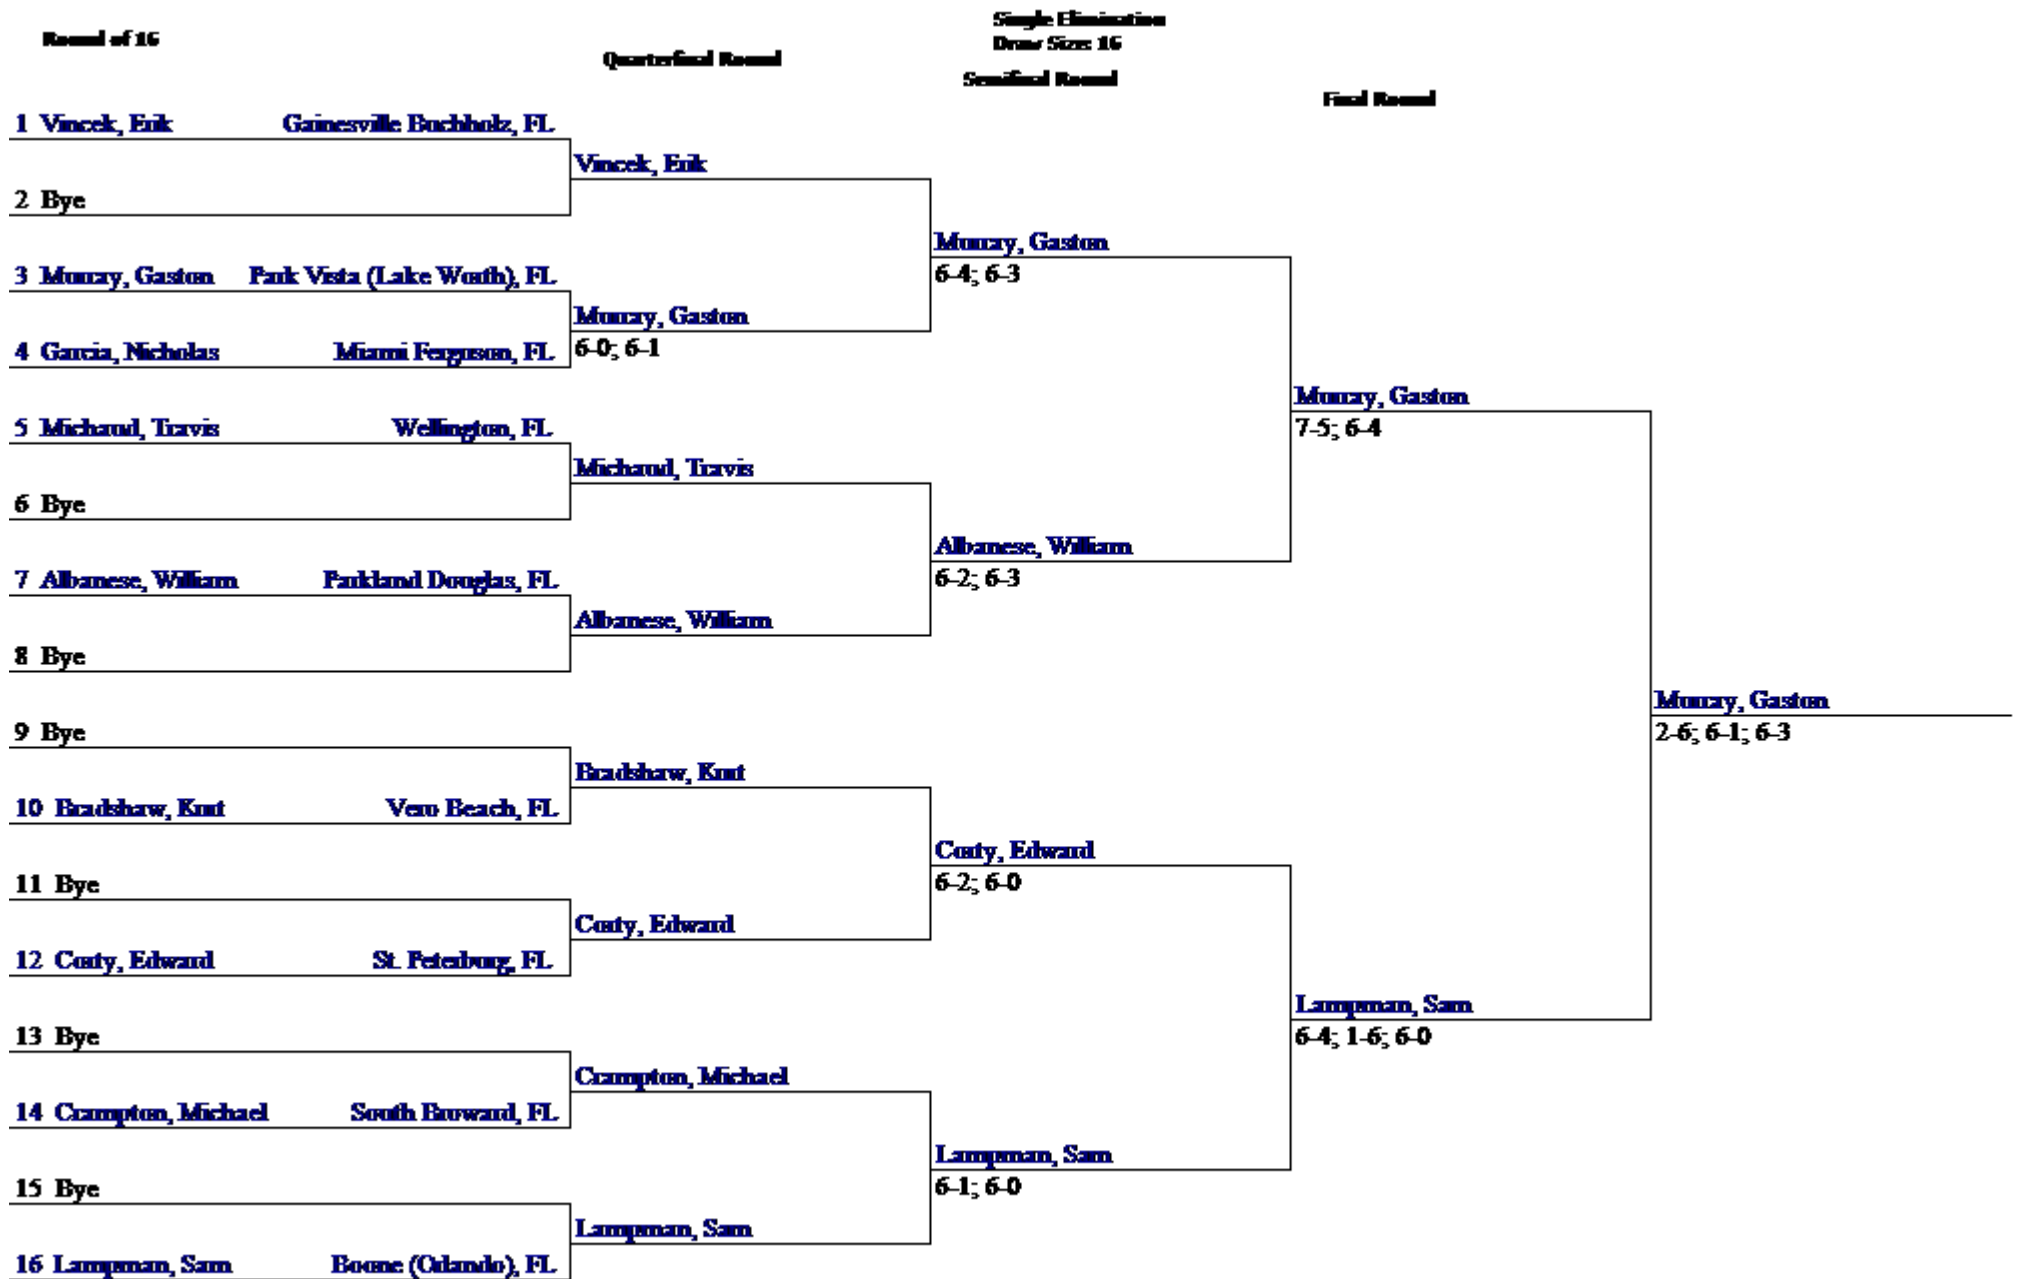 Single Elimination
Draw Size: 16
Round of 16
Quarterfinal Round
Semifinal Round
Final Round
1 Vincek, Erik Gainesville Buchholz, FL
Vincek, Erik
2 Bye
Murray, Gaston
6-4; 6-3
3 Murray, Gaston Park Vista (Lake Worth), FL
Murray, Gaston
6-0; 6-1
4 Garcia, Nicholas Miami Ferguson, FL
Murray, Gaston
7-5; 6-4
5 Michaud, Travis Wellington, FL
Michaud, Travis
6 Bye
Albanese, William
6-2; 6-3
7 Albanese, William Parkland Douglas, FL
Albanese, William
8 Bye
Murray, Gaston
2-6; 6-1; 6-3
9 Bye
Bradshaw, Kurt
10 Bradshaw, Kurt Vero Beach, FL
Corty, Edward
6-2; 6-0
11 Bye
Corty, Edward
12 Corty, Edward St. Peterburg, FL
Lampman, Sam
6-4; 1-6; 6-0
13 Bye
Crampton, Michael
14 Crampton, Michael South Broward, FL
Lampman, Sam
6-1; 6-0
15 Bye
Lampman, Sam
16 Lampman, Sam Boone (Orlando), FL